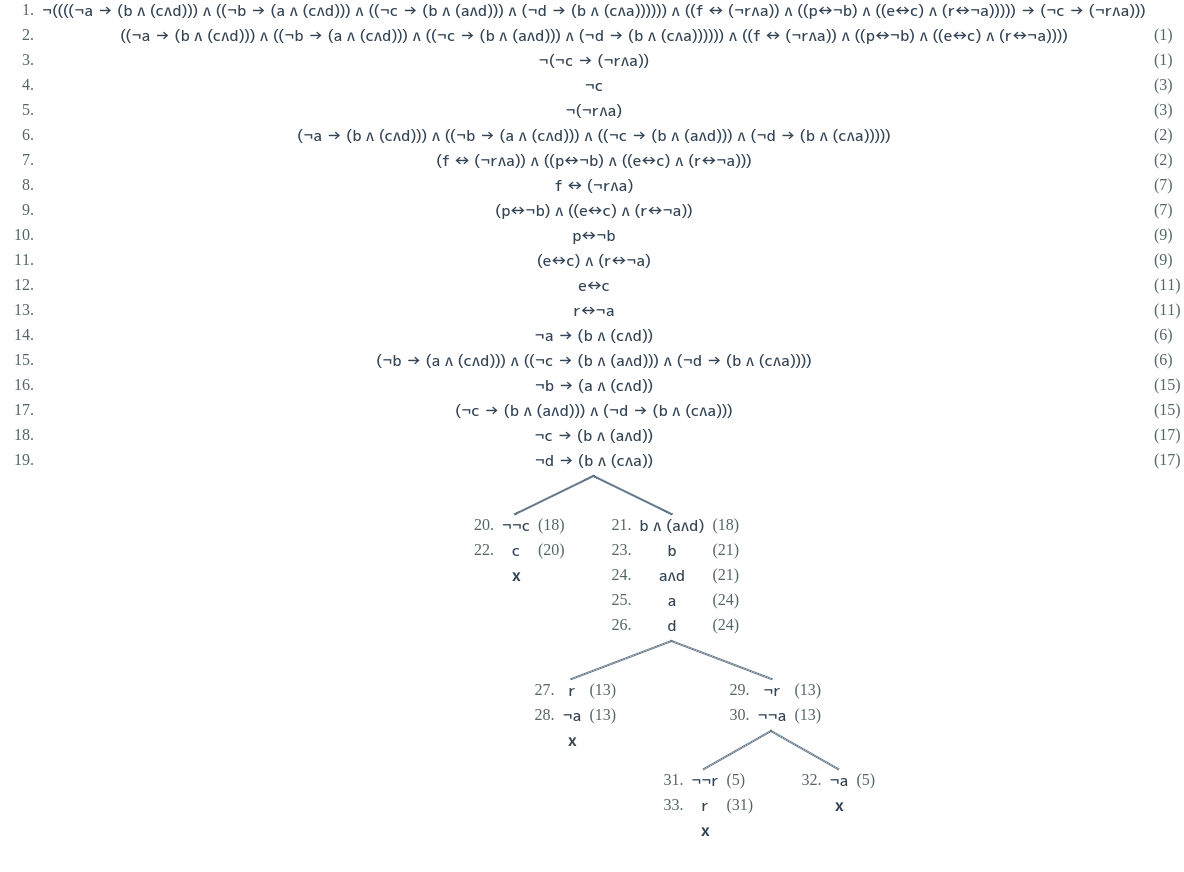 1. ¬((((¬a → (b ∧ (c∧d))) ∧ ((¬b → (a ∧ (c∧d))) ∧ ((¬c → (b ∧ (a∧d))) ∧ (¬d → (b ∧ (c∧a)))))) ∧ ((f ↔ (¬r∧a)) ∧ ((p↔¬b) ∧ ((e↔c) ∧ (r↔¬a))))) → (¬c → (¬r∧a)))
2. ((¬a → (b ∧ (c∧d))) ∧ ((¬b → (a ∧ (c∧d))) ∧ ((¬c → (b ∧ (a∧d))) ∧ (¬d → (b ∧ (c∧a)))))) ∧ ((f ↔ (¬r∧a)) ∧ ((p↔¬b) ∧ ((e↔c) ∧ (r↔¬a)))) (1)
3. ¬(¬c → (¬r∧a)) (1)
4. ¬c (3)
5. ¬(¬r∧a) (3)
6. (¬a → (b ∧ (c∧d))) ∧ ((¬b → (a ∧ (c∧d))) ∧ ((¬c → (b ∧ (a∧d))) ∧ (¬d → (b ∧ (c∧a))))) (2)
7. (f ↔ (¬r∧a)) ∧ ((p↔¬b) ∧ ((e↔c) ∧ (r↔¬a))) (2)
8. f ↔ (¬r∧a) (7)
9. (p↔¬b) ∧ ((e↔c) ∧ (r↔¬a)) (7)
10. p↔¬b (9)
11. (e↔c) ∧ (r↔¬a) (9)
12. e↔c (11)
13. r↔¬a (11)
14. ¬a → (b ∧ (c∧d)) (6)
15. (¬b → (a ∧ (c∧d))) ∧ ((¬c → (b ∧ (a∧d))) ∧ (¬d → (b ∧ (c∧a)))) (6)
16. ¬b → (a ∧ (c∧d)) (15)
17. (¬c → (b ∧ (a∧d))) ∧ (¬d → (b ∧ (c∧a))) (15)
18. ¬c → (b ∧ (a∧d)) (17)
19. ¬d → (b ∧ (c∧a)) (17)
20. ¬¬c (18) 21. b ∧ (a∧d) (18)
22. c (20) 23. b (21)
x 24. a∧d (21)
25. a (24)
26. d (24)
27. r (13) 29. ¬r (13)
28. ¬a (13) 30. ¬¬a (13)
x
31. ¬¬r (5) 32. ¬a (5)
33. r (31) x
x